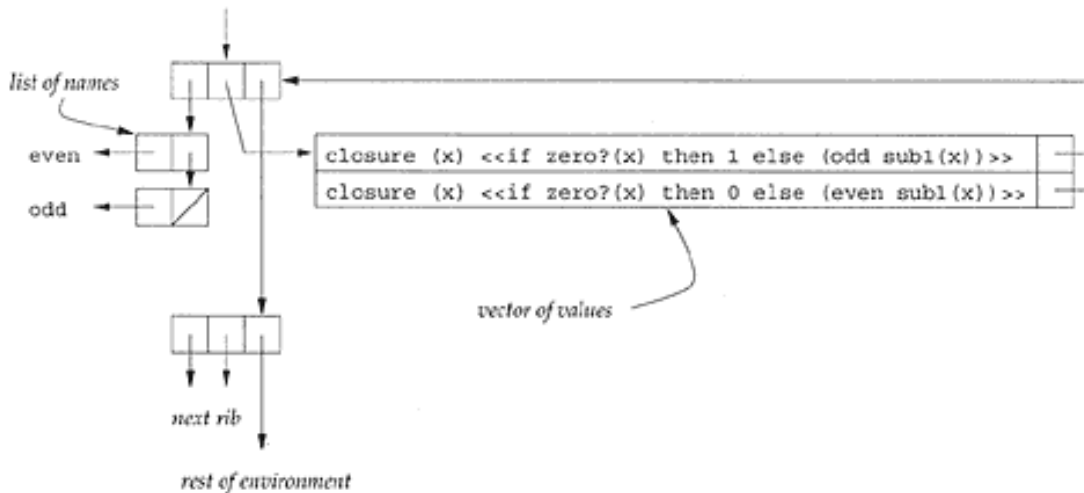 list of names
even
closure (x) <<if zero?(x) then 1 else (odd sub1(x))>>
closure (x) <<if zero?(x) then 0 else (even sub1(x))>>
odd
vector of values
next rib
rest of environment